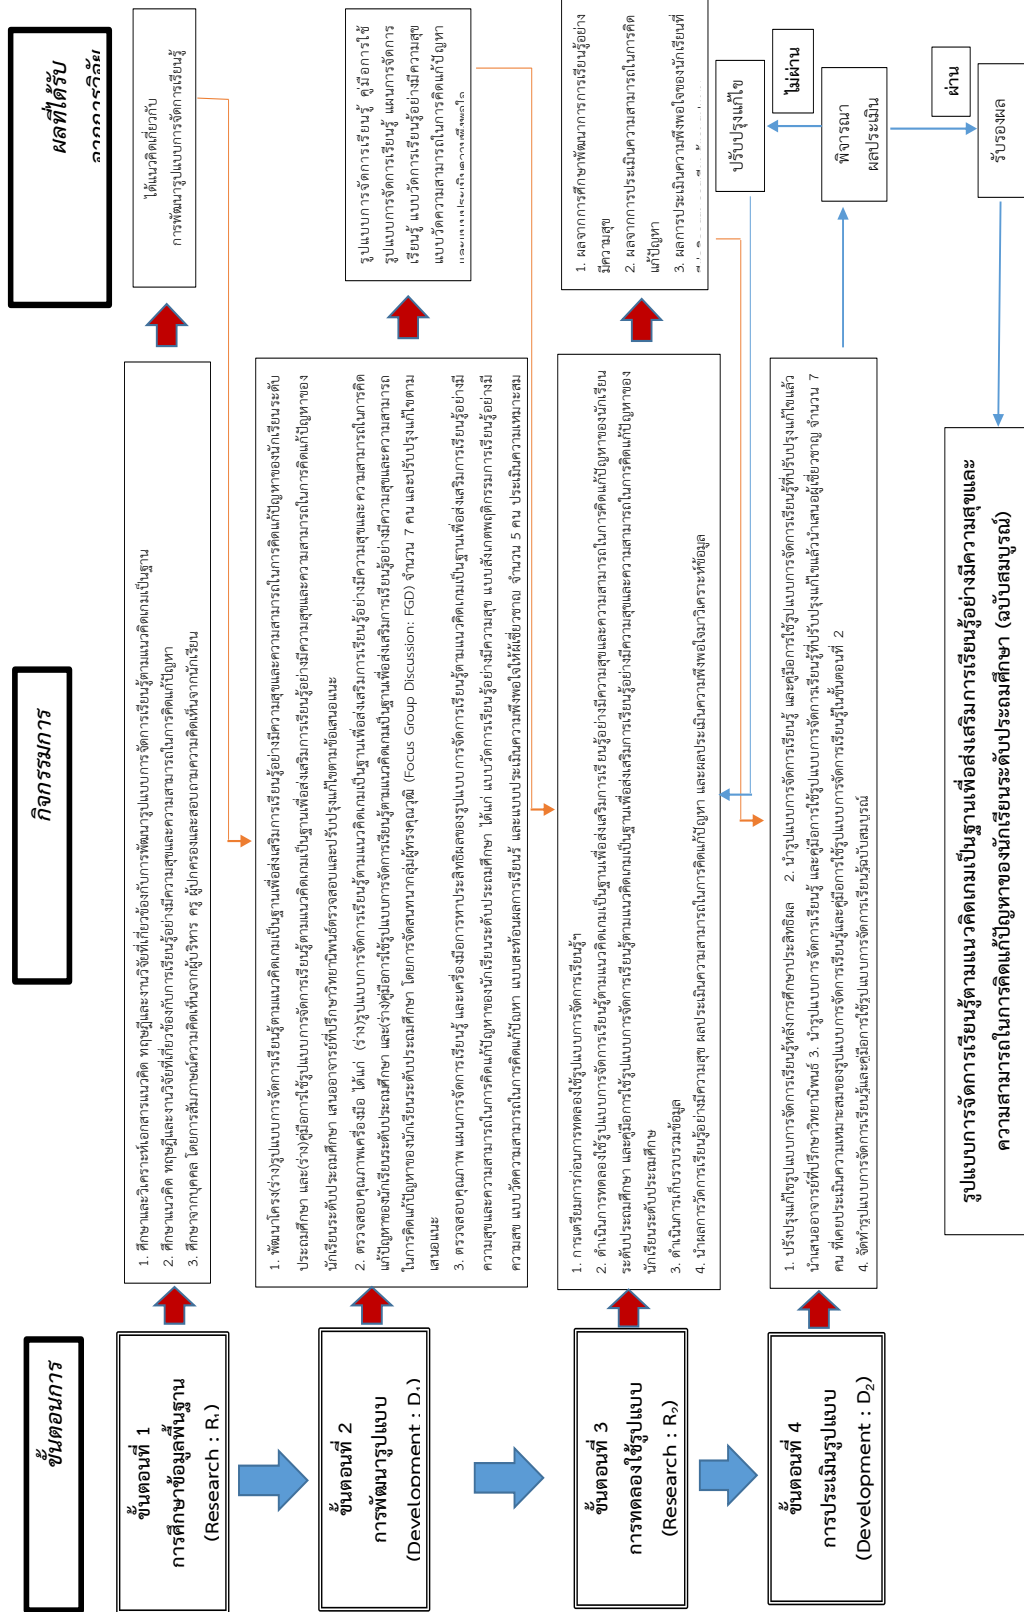 ขั้นตอนการ
กิจกรรมการ
ผลที่ได้รับ
จากการวิจัย
ขั้นตอนที่ 1
การศึกษาข้อมูลพื้นฐาน
(Research : R₁)
1. ศึกษาและวิเคราะห์เอกสารแนวคิด ทฤษฎีและงานวิจัยที่เกี่ยวข้องกับการพัฒนารูปแบบการจัดการเรียนรู้ตามแนวคิดเกมเป็นฐาน
2. ศึกษาแนวคิด ทฤษฎีและงานวิจัยที่เกี่ยวข้องกับการเรียนรู้อย่างมีความสุขและความสามารถในการคิดแก้ปัญหา
3. ศึกษาจากบุคคล โดยการสัมภาษณ์ความคิดเห็นจากผู้บริหาร ครู ผู้ปกครองและสอบถามความคิดเห็นจากนักเรียน
ได้แนวคิดเกี่ยวกับ
การพัฒนารูปแบบการจัดการเรียนรู้
ขั้นตอนที่ 2
การพัฒนารูปแบบ
(Development : D₁)
1. พัฒนาโครง(ร่าง)รูปแบบการจัดการเรียนรู้ตามแนวคิดเกมเป็นฐานเพื่อส่งเสริมการเรียนรู้อย่างมีความสุขและความสามารถในการคิดแก้ปัญหาของนักเรียนระดับ
ประถมศึกษา และ(ร่าง)คู่มือการใช้รูปแบบการจัดการเรียนรู้ตามแนวคิดเกมเป็นฐานเพื่อส่งเสริมการเรียนรู้อย่างมีความสุขและความสามารถในการคิดแก้ปัญหาของ
นักเรียนระดับประถมศึกษา เสนออาจารย์ที่ปรึกษาวิทยานิพนธ์ตรวจสอบและปรับปรุงแก้ไขตามข้อเสนอแนะ
2. ตรวจสอบคุณภาพเครื่องมือ ได้แก่ (ร่าง)รูปแบบการจัดการเรียนรู้ตามแนวคิดเกมเป็นฐานเพื่อส่งเสริมการเรียนรู้อย่างมีความสุขและ ความสามารถในการคิด
แก้ปัญหาของนักเรียนระดับประถมศึกษา และ(ร่าง)คู่มือการใช้รูปแบบการจัดการเรียนรู้ตามแนวคิดเกมเป็นฐานเพื่อส่งเสริมการเรียนรู้อย่างมีความสุขและความสามารถ
ในการคิดแก้ปัญหาของนักเรียนระดับประถมศึกษา โดยการจัดสนทนากลุ่มผู้ทรงคุณวุฒิ (Focus Group Discussion: FGD) จำนวน 7 คน และปรับปรุงแก้ไขตาม
เสนอแนะ
3. ตรวจสอบคุณภาพ แผนการจัดการเรียนรู้ และเครื่องมือการหาประสิทธิผลของรูปแบบการจัดการเรียนรู้ตามแนวคิดเกมเป็นฐานเพื่อส่งเสริมการเรียนรู้อย่างมี
ความสุขและความสามารถในการคิดแก้ปัญหาของนักเรียนระดับประถมศึกษา ได้แก่ แบบวัดการเรียนรู้อย่างมีความสุข แบบสังเกตพฤติกรรมการเรียนรู้อย่างมี
ความสุข แบบวัดความสามารถในการคิดแก้ปัญหา แบบสะท้อนผลการเรียนรู้ และแบบประเมินความพึงพอใจให้ผู้เชี่ยวชาญ จำนวน 5 คน ประเมินความเหมาะสม
รูปแบบการจัดการเรียนรู้ คู่มือการใช้
รูปแบบการจัดการเรียนรู้ แผนการจัดการ
เรียนรู้ แบบวัดการเรียนรู้อย่างมีความสุข
แบบวัดความสามารถในการคิดแก้ปัญหา
และแบบประเมินความพึงพอใจ
ขั้นตอนที่ 3
การทดลองใช้รูปแบบ
(Research : R₂)
1. การเตรียมการก่อนการทดลองใช้รูปแบบการจัดการเรียนรู้ฯ
2. ดำเนินการทดลองใช้รูปแบบการจัดการเรียนรู้ตามแนวคิดเกมเป็นฐานเพื่อส่งเสริมการเรียนรู้อย่างมีความสุขและความสามารถในการคิดแก้ปัญหาของนักเรียน
ระดับประถมศึกษา และคู่มือการใช้รูปแบบการจัดการเรียนรู้ตามแนวคิดเกมเป็นฐานเพื่อส่งเสริมการเรียนรู้อย่างมีความสุขและความสามารถในการคิดแก้ปัญหาของ
นักเรียนระดับประถมศึกษ
3. ดำเนินการเก็บรวบรวมข้อมูล
4. นำผลการวัดการเรียนรู้อย่างมีความสุข ผลประเมินความสามารถในการคิดแก้ปัญหา และผลประเมินความพึงพอใจมาวิเคราะห์ข้อมูล
1. ผลจากการศึกษาพัฒนาการการเรียนรู้อย่าง
มีความสุข
2. ผลจากการประเมินความสามารถในการคิด
แก้ปัญหา
3. ผลการประเมินความพึงพอใจของนักเรียนที่
ปรับปรุงแก้ไข
ไม่ผ่าน
ขั้นตอนที่ 4
การประเมินรูปแบบ
(Development : D₂)
1. ปรังปรุงแก้ไขรูปแบบการจัดการเรียนรู้หลังการศึกษาประสิทธิผล 2. นำรูปแบบการจัดการเรียนรู้ และคู่มือการใช้รูปแบบการจัดการเรียนรู้ที่ปรับปรุงแก้ไขแล้ว
นำเสนออาจารย์ที่ปรึกษาวิทยานิพนธ์ 3. นำรูปแบบการจัดการเรียนรู้ และคู่มือการใช้รูปแบบการจัดการเรียนรู้ที่ปรับปรุงแก้ไขแล้วนำเสนอผู้เชี่ยวชาญ จำนวน 7
คน ที่เคยประเมินความเหมาะสมของรูปแบบการจัดการเรียนรู้และคู่มือการใช้รูปแบบการจัดการเรียนรู้ในขั้นตอนที่ 2
4. จัดทำรูปแบบการจัดการเรียนรู้และคู่มือการใช้รูปแบบการจัดการเรียนรู้ฉบับสมบูรณ์
พิจารณา
ผลประเมิน
ผ่าน
รับรองผล
รูปแบบการจัดการเรียนรู้ตามแนวคิดเกมเป็นฐานเพื่อส่งเสริมการเรียนรู้อย่างมีความสุขและ
ความสามารถในการคิดแก้ปัญหาของนักเรียนระดับประถมศึกษา (ฉบับสมบูรณ์)